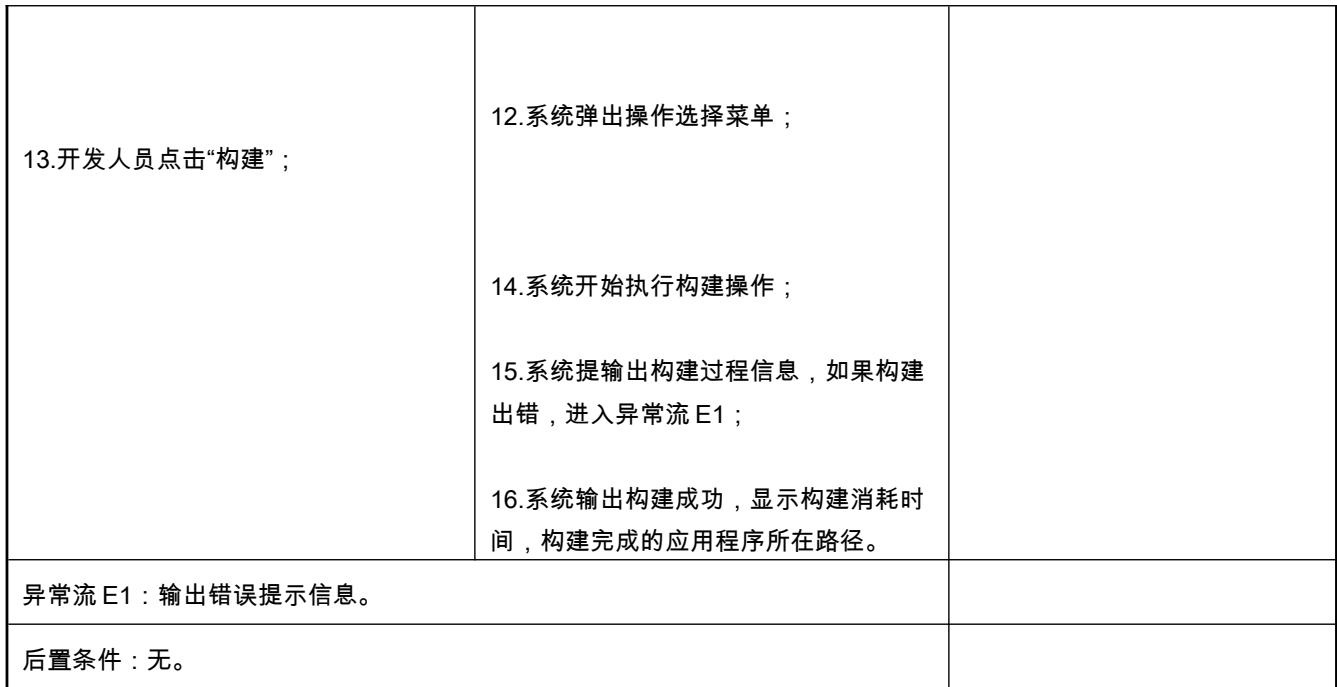 12.系统弹出操作选择菜单；
13.开发人员点击“构建”；
14.系统开始执行构建操作；
15.系统提输出构建过程信息，如果构建
出错，进入异常流 E1；
16.系统输出构建成功，显示构建消耗时
间，构建完成的应用程序所在路径。
异常流 E1：输出错误提示信息。
后置条件：无。